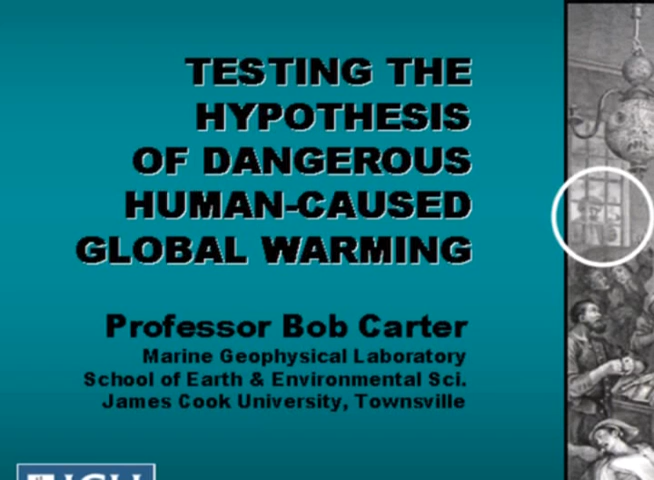 TESTING THE
HYPOTHESIS
OF DANGEROUS
HUMAN-CAUSED
GLOBAL WARMING
Professor Bob Carter
Marine Geophysical Laboratory
School of Earth & Environmental Sci.
James Cook University, Townsville